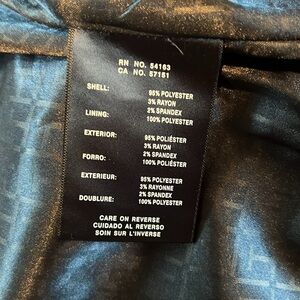 RN NO. 54163
CA NO. 57151
SHELL: 95% POLYESTER
3% RAYON
2% SPANDEX
LINING: 100% POLYESTER
EXTERIOR: 95% POLIÉSTER
3% RAYON
2% SPANDEX
FORRO: 100% POLIÉSTER
EXTERIEUR: 95% POLYESTER
3% RAYONNE
2% SPANDEX
DOUBLURE: 100% POLYESTER
CARE ON REVERSE
CUIDADO AL REVERSO
SOIN SUR L'INVERSE